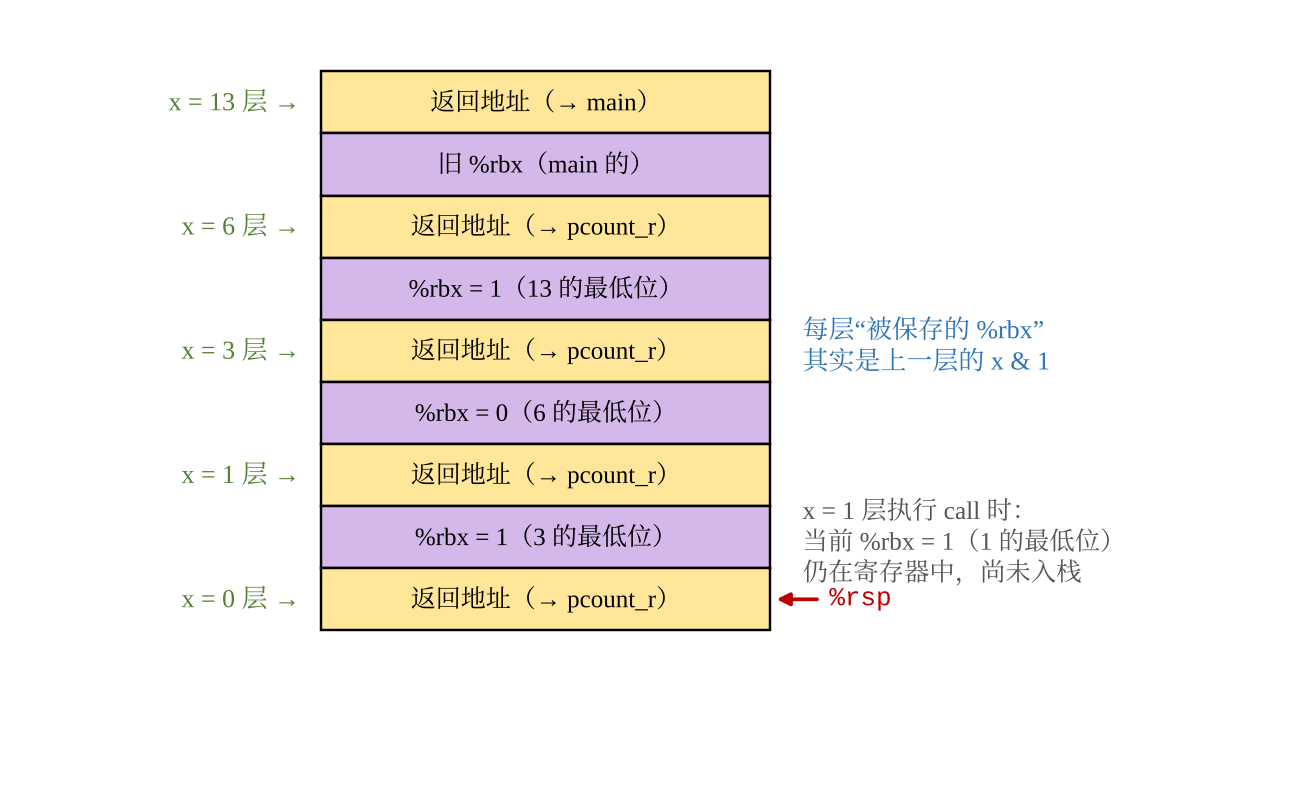 x = 13 层 →
返回地址（→ main）
旧 %rbx（main 的）
x = 6 层 →
返回地址（→ pcount_r）
%rbx = 1（13 的最低位）
x = 3 层 →
返回地址（→ pcount_r）
每层“被保存的 %rbx”
其实是上一层的 x & 1
%rbx = 0（6 的最低位）
x = 1 层 →
返回地址（→ pcount_r）
%rbx = 1（3 的最低位）
x = 1 层执行 call 时：
当前 %rbx = 1（1 的最低位）
仍在寄存器中，尚未入栈
x = 0 层 →
返回地址（→ pcount_r）
%rsp